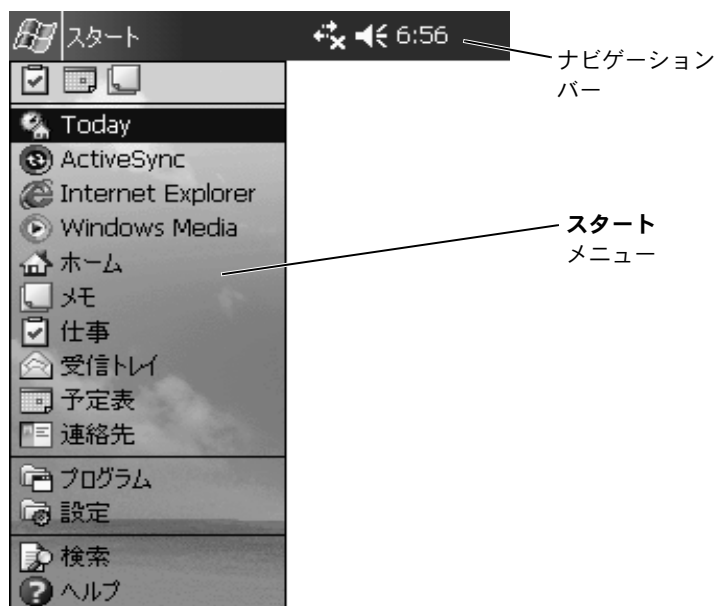 スタート
6:56
ナビゲーション
バー
Today
ActiveSync
Internet Explorer
Windows Media
ホーム
メモ
仕事
受信トレイ
予定表
連絡先
プログラム
設定
検索
ヘルプ
スタート
メニュー